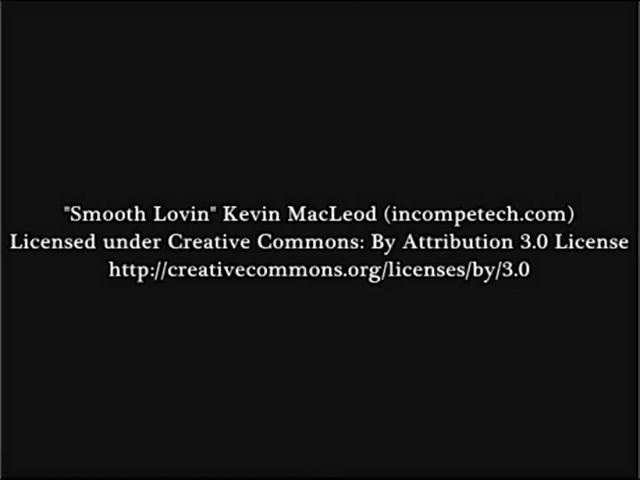 "Smooth Lovin" Kevin MacLeod (incompetech.com)
Licensed under Creative Commons: By Attribution 3.0 License
http://creativecommons.org/licenses/by/3.0